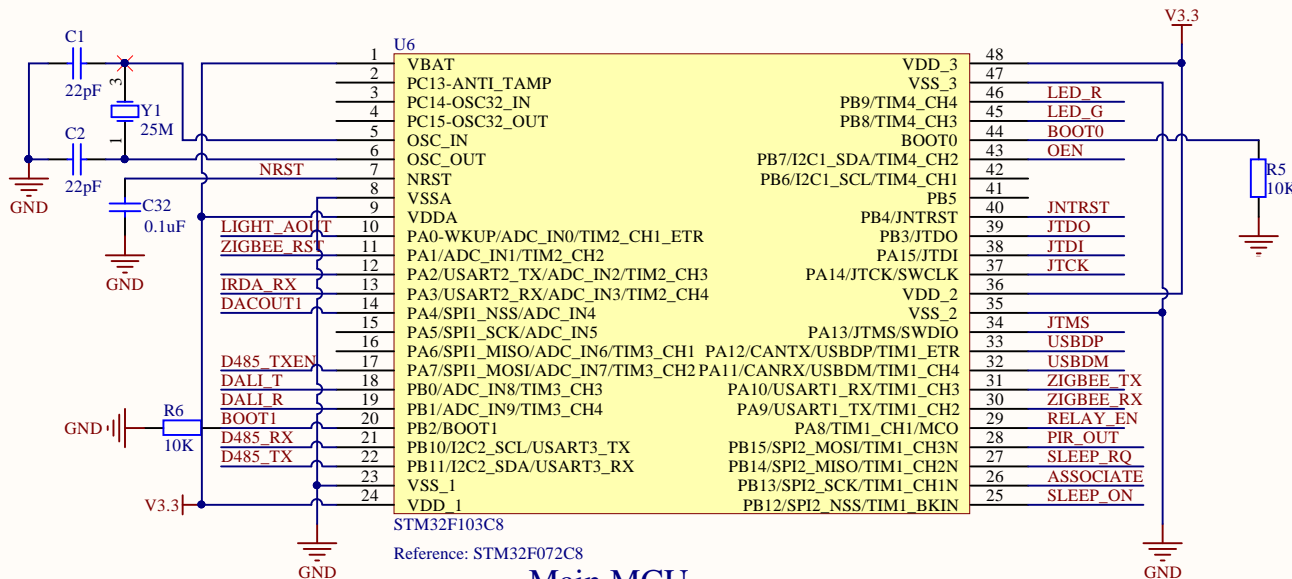 V3.3
C1
22pF
3
Y1
25M
1
C2
22pF
GND
NRST
C32
0.1uF
GND
U6
1 VBAT
2 PC13-ANTI_TAMP
3 PC14-OSC32_IN
4 PC15-OSC32_OUT
5 OSC_IN
6 OSC_OUT
7 NRST
8 VSSA
9 VDDA
LIGHT_AOUT 10 PA0-WKUP/ADC_IN0/TIM2_CH1_ETR
ZIGBEE_RST 11 PA1/ADC_IN1/TIM2_CH2
12 PA2/USART2_TX/ADC_IN2/TIM2_CH3
IRDA_RX 13 PA3/USART2_RX/ADC_IN3/TIM2_CH4
DACOUT1 14 PA4/SPI1_NSS/ADC_IN4
15 PA5/SPI1_SCK/ADC_IN5
16 PA6/SPI1_MISO/ADC_IN6/TIM3_CH1
D485_TXEN 17 PA7/SPI1_MOSI/ADC_IN7/TIM3_CH2
DALI_T 18 PB0/ADC_IN8/TIM3_CH3
DALI_R 19 PB1/ADC_IN9/TIM3_CH4
BOOT1 20 PB2/BOOT1
D485_RX 21 PB10/I2C2_SCL/USART3_TX
D485_TX 22 PB11/I2C2_SDA/USART3_RX
23 VSS_1
24 VDD_1
GND
R6
10K
V3.3
GND
VDD_3 48
VSS_3 47
PB9/TIM4_CH4 46 LED_R
PB8/TIM4_CH3 45 LED_G
BOOT0 44 BOOT0
PB7/I2C1_SDA/TIM4_CH2 43 OEN
PB6/I2C1_SCL/TIM4_CH1 42
PB5 41
PB4/JNTRST 40 JNTRST
PB3/JTDO 39 JTDO
PA15/JTDI 38 JTDI
PA14/JTCK/SWCLK 37 JTCK
VDD_2 36
VSS_2 35
PA13/JTMS/SWDIO 34 JTMS
PA12/CANTX/USBDP/TIM1_ETR 33 USBDP
PA11/CANRX/USBDM/TIM1_CH4 32 USBDM
PA10/USART1_RX/TIM1_CH3 31 ZIGBEE_TX
PA9/USART1_TX/TIM1_CH2 30 ZIGBEE_RX
PA8/TIM1_CH1/MCO 29 RELAY_EN
PB15/SPI2_MOSI/TIM1_CH3N 28 PIR_OUT
PB14/SPI2_MISO/TIM1_CH2N 27 SLEEP_RQ
PB13/SPI2_SCK/TIM1_CH1N 26 ASSOCIATE
PB12/SPI2_NSS/TIM1_BKIN 25 SLEEP_ON
R5
10K
GND
STM32F103C8
Reference: STM32F072C8
Main MCU